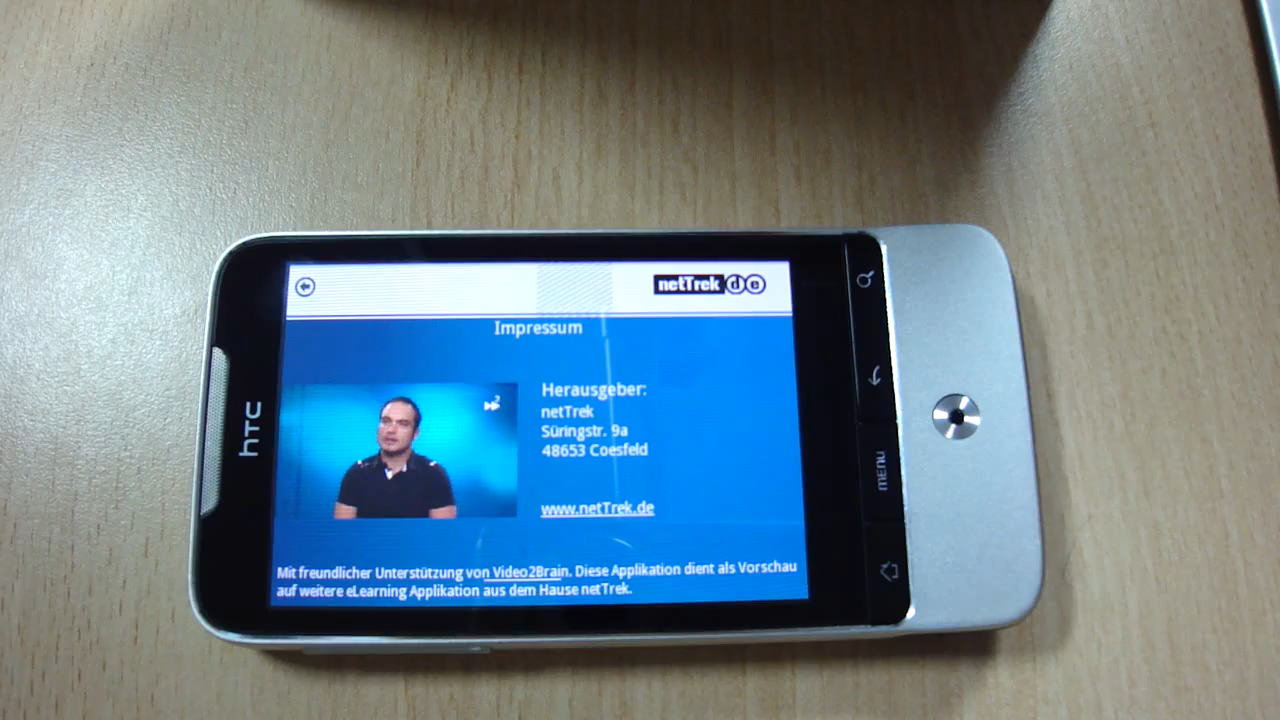 netTrek d e
Impressum
2
Herausgeber:
netTrek
Süringstr. 9a
48653 Coesfeld
www.netTrek.de
Mit freundlicher Unterstützung von Video2Brain. Diese Applikation dient als Vorschau
auf weitere eLearning Applikation aus dem Hause netTrek.
hTC
menu